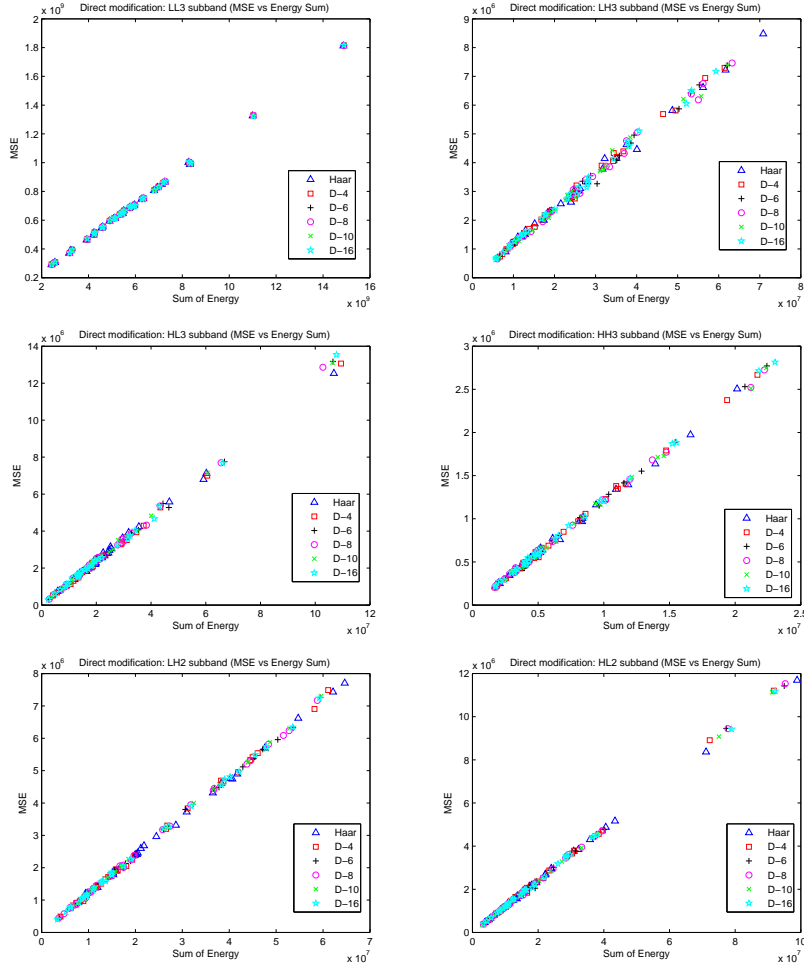 Direct modification: LL3 subband (MSE vs Energy Sum)
x 10^9
2
1.8
1.6
1.4
1.2
1
0.8
0.6
0.4
0.2
MSE
Haar
D−4
D−6
D−8
D−10
D−16
2 4 6 8 10 12 14 16
Sum of Energy
x 10^9
Direct modification: LH3 subband (MSE vs Energy Sum)
x 10^6
9
8
7
6
5
4
3
2
1
0
MSE
Haar
D−4
D−6
D−8
D−10
D−16
0 1 2 3 4 5 6 7 8
Sum of Energy
x 10^7
Direct modification: HL3 subband (MSE vs Energy Sum)
x 10^6
14
12
10
8
6
4
2
0
MSE
Haar
D−4
D−6
D−8
D−10
D−16
0 2 4 6 8 10 12
Sum of Energy
x 10^7
Direct modification: HH3 subband (MSE vs Energy Sum)
x 10^6
3
2.5
2
1.5
1
0.5
0
MSE
Haar
D−4
D−6
D−8
D−10
D−16
0 0.5 1 1.5 2 2.5
Sum of Energy
x 10^7
Direct modification: LH2 subband (MSE vs Energy Sum)
x 10^6
8
7
6
5
4
3
2
1
0
MSE
Haar
D−4
D−6
D−8
D−10
D−16
0 1 2 3 4 5 6 7
Sum of Energy
x 10^7
Direct modification: HL2 subband (MSE vs Energy Sum)
x 10^6
12
10
8
6
4
2
0
MSE
Haar
D−4
D−6
D−8
D−10
D−16
0 2 4 6 8 10
Sum of Energy
x 10^7